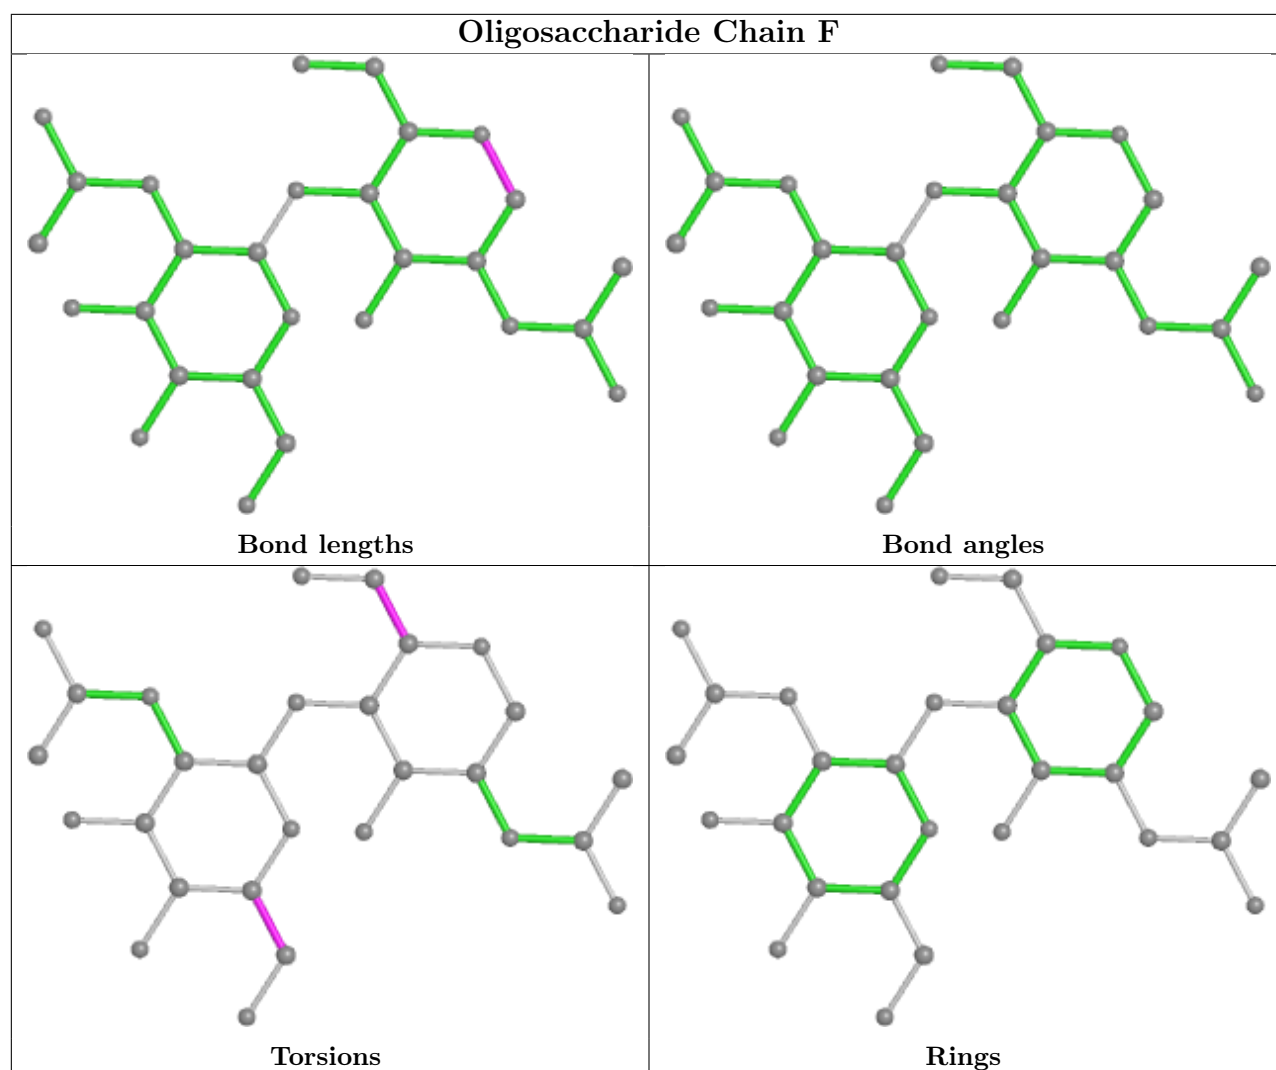 Oligosaccharide Chain F
Bond lengths
Bond angles
Torsions
Rings